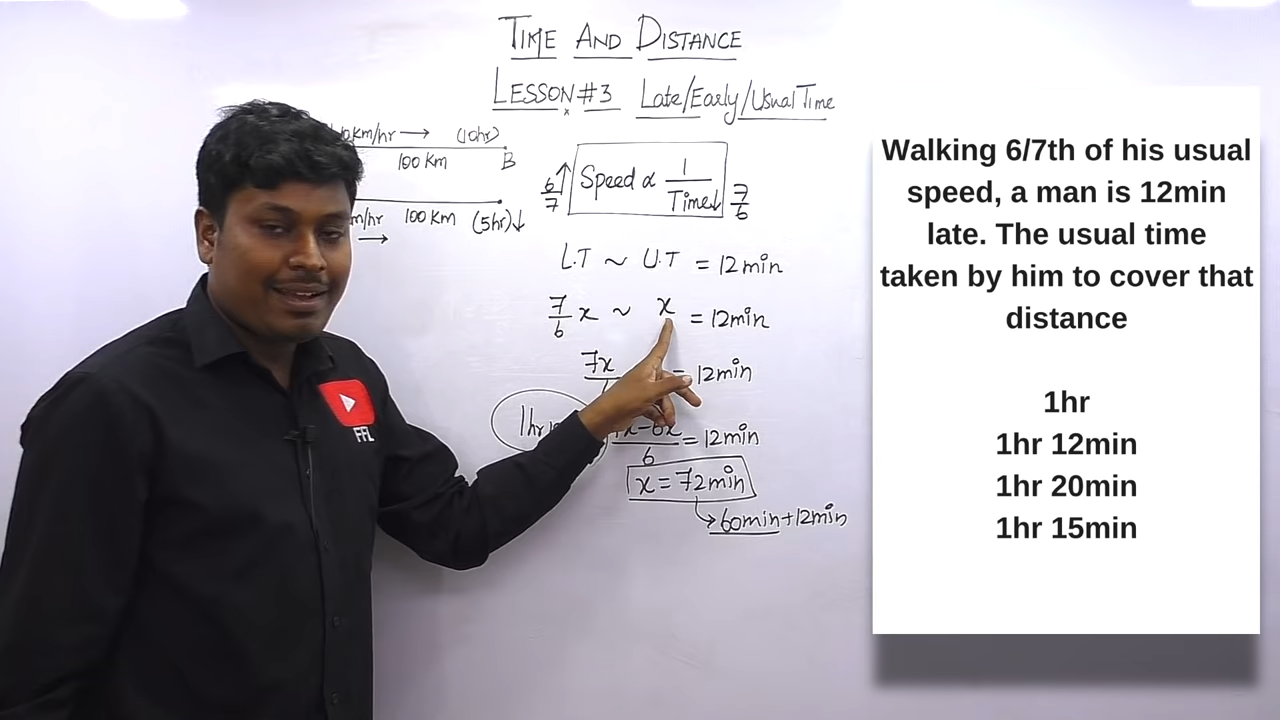 TIME AND DISTANCE
LESSON #3 Late/Early/Usual Time
km/hr → (10hr)
100 Km B
m/hr 100 Km (5hr)↓
→
6/7 ↑ Speed ∝ 1/Time↓ 7/6
L.T ~ U.T = 12min
7/6 x ~ x = 12min
7x = 12min
1hr
-6x/6 = 12min
x = 72min
→ 60min + 12min
FFL
Walking 6/7th of his usual
speed, a man is 12min
late. The usual time
taken by him to cover that
distance
1hr
1hr 12min
1hr 20min
1hr 15min